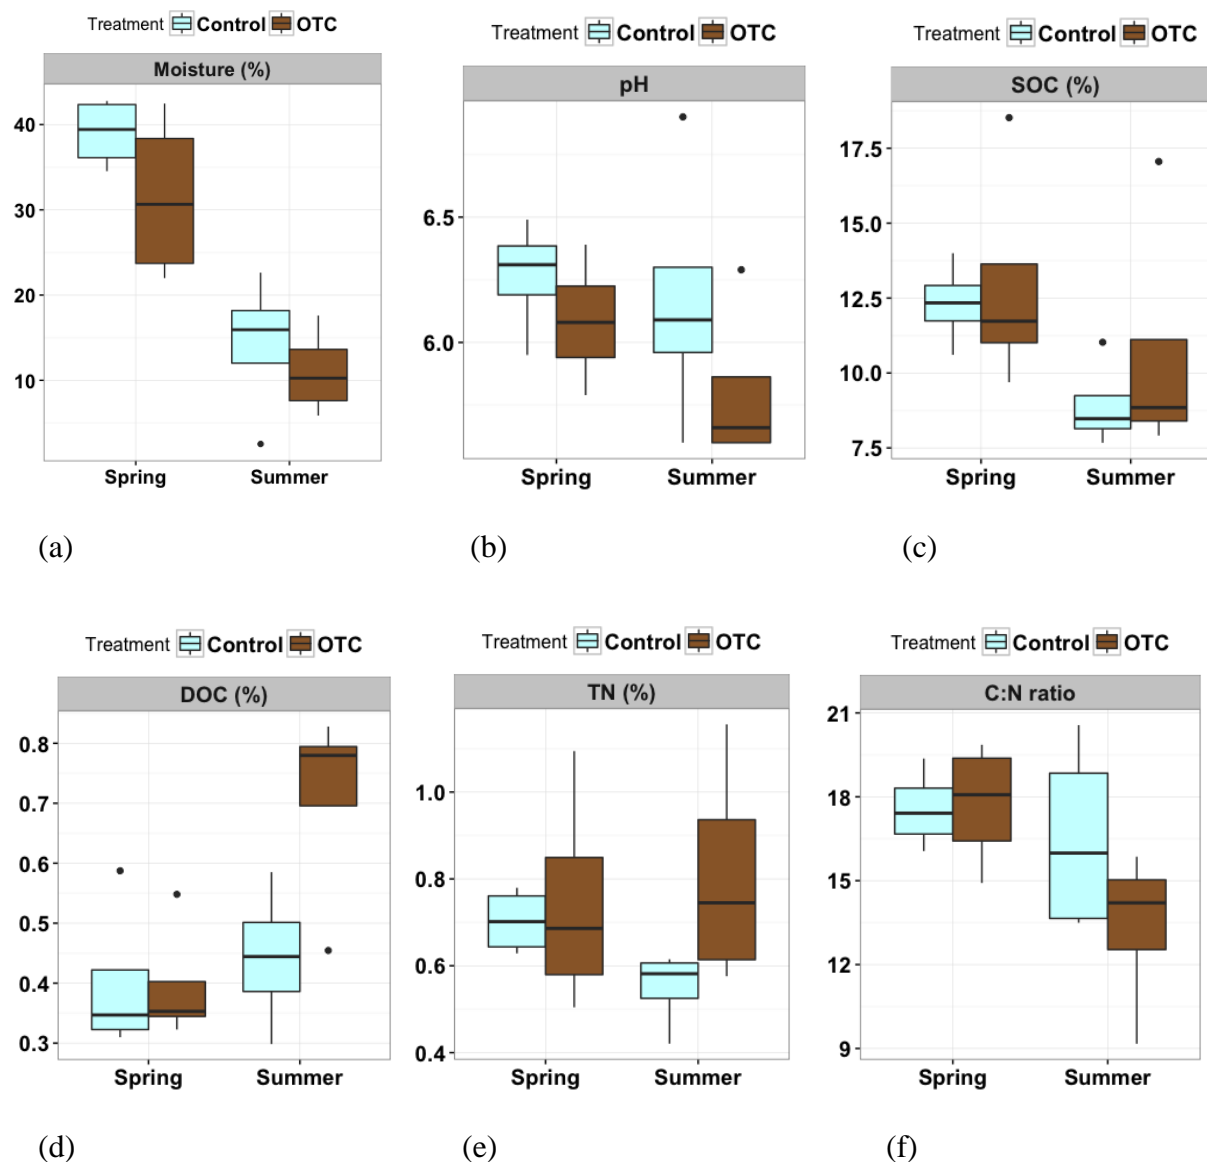 Treatment Control OTC
Moisture (%)
40
30
20
10
Spring Summer
(a)
Treatment Control OTC
pH
6.5
6.0
Spring Summer
(b)
Treatment Control OTC
SOC (%)
17.5
15.0
12.5
10.0
7.5
Spring Summer
(c)
Treatment Control OTC
DOC (%)
0.8
0.7
0.6
0.5
0.4
0.3
Spring Summer
(d)
Treatment Control OTC
TN (%)
1.0
0.8
0.6
0.4
Spring Summer
(e)
Treatment Control OTC
C:N ratio
21
18
15
12
9
Spring Summer
(f)